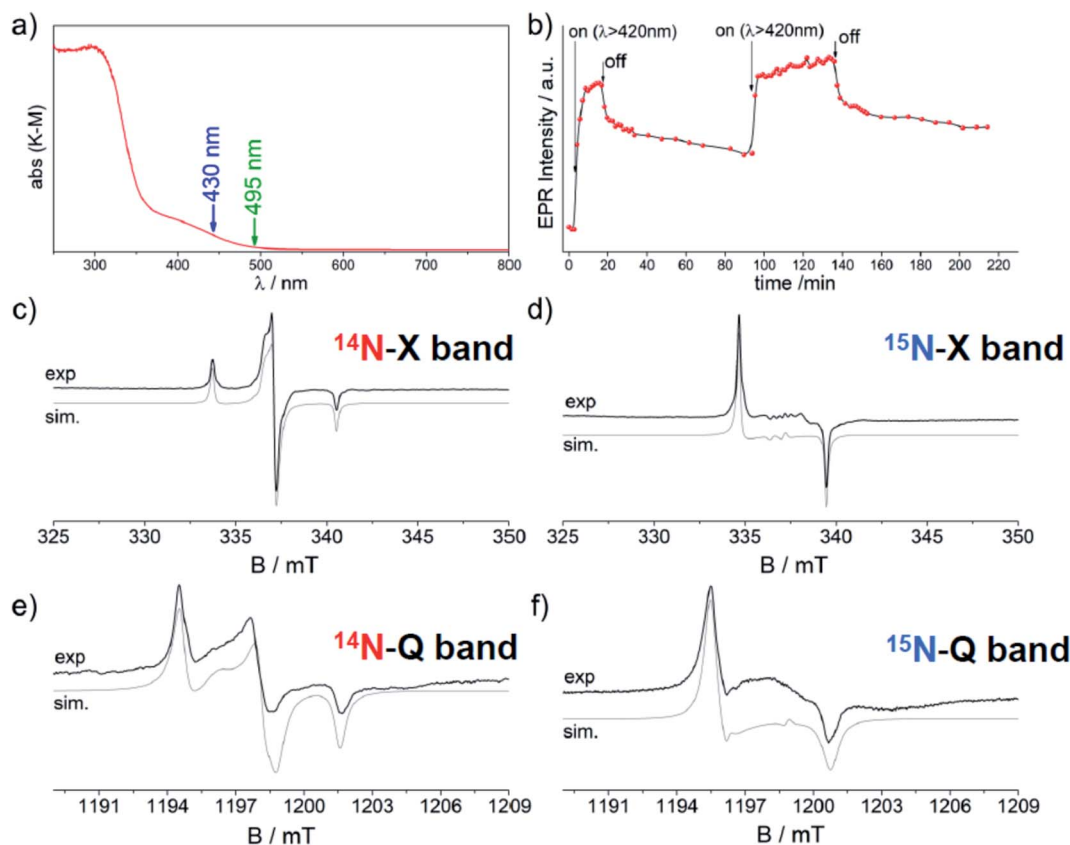 a)
abs (K-M)
430 nm
495 nm
300 400 500 600 700 800
λ / nm
b)
EPR Intensity / a.u.
on (λ>420nm)
off
on (λ>420nm)
off
0 20 40 60 80 100 120 140 160 180 200 220
time /min
c)
14N-X band
exp
sim.
325 330 335 340 345 350
B / mT
d)
15N-X band
exp
sim.
325 330 335 340 345 350
B / mT
e)
14N-Q band
exp
sim.
1191 1194 1197 1200 1203 1206 1209
B / mT
f)
15N-Q band
exp
sim.
1191 1194 1197 1200 1203 1206 1209
B / mT